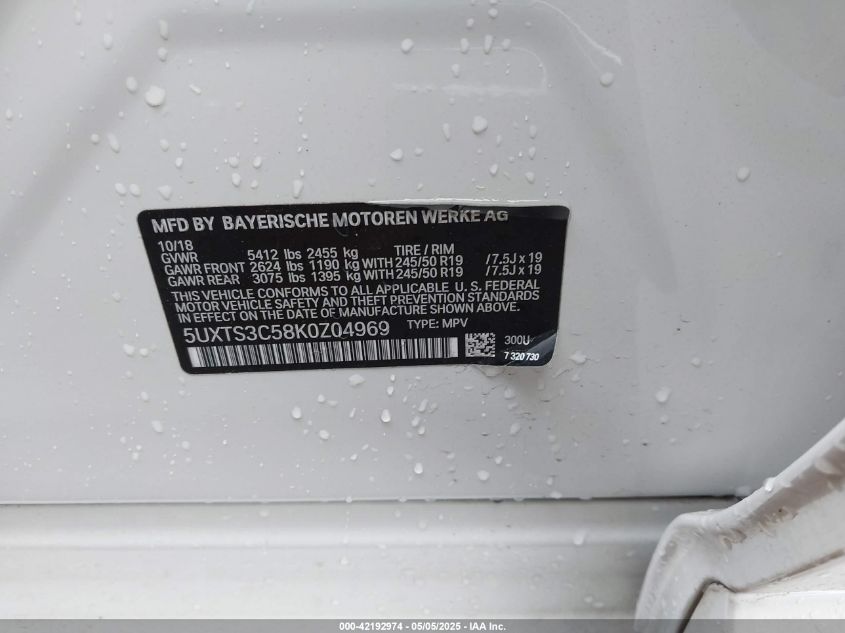 MFD BY BAYERISCHE MOTOREN WERKE AG
10/18
GVWR 5412 lbs 2455 kg TIRE / RIM
GAWR FRONT 2624 lbs 1190 kg WITH 245/50 R19 /7.5J x 19
GAWR REAR 3075 lbs 1395 kg WITH 245/50 R19 /7.5J x 19
THIS VEHICLE CONFORMS TO ALL APPLICABLE U. S. FEDERAL
MOTOR VEHICLE SAFETY AND THEFT PREVENTION STANDARDS
IN EFFECT ON THE DATE OF MANUFACTURE SHOWN ABOVE.
5UXTS3C58K0Z04969 TYPE: MPV
300U
7 320 730
000-42192974 - 05/05/2025 - IAA Inc.